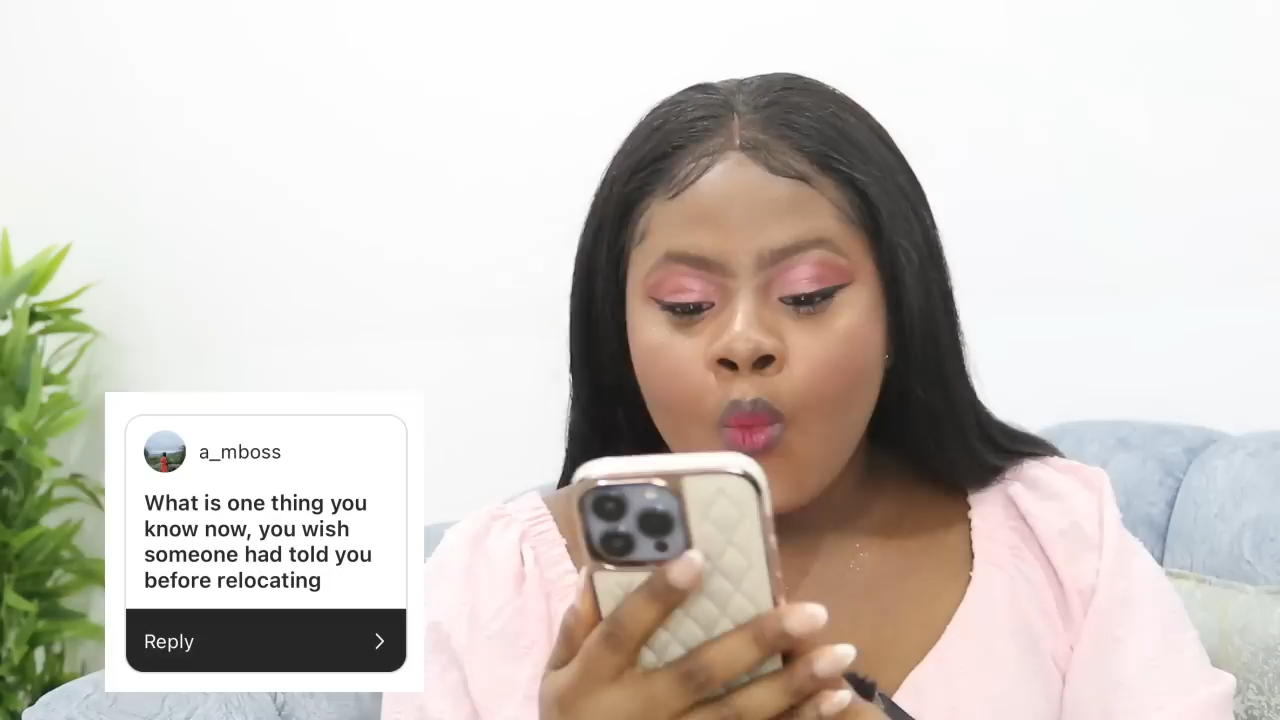 a_mboss
What is one thing you
know now, you wish
someone had told you
before relocating
Reply